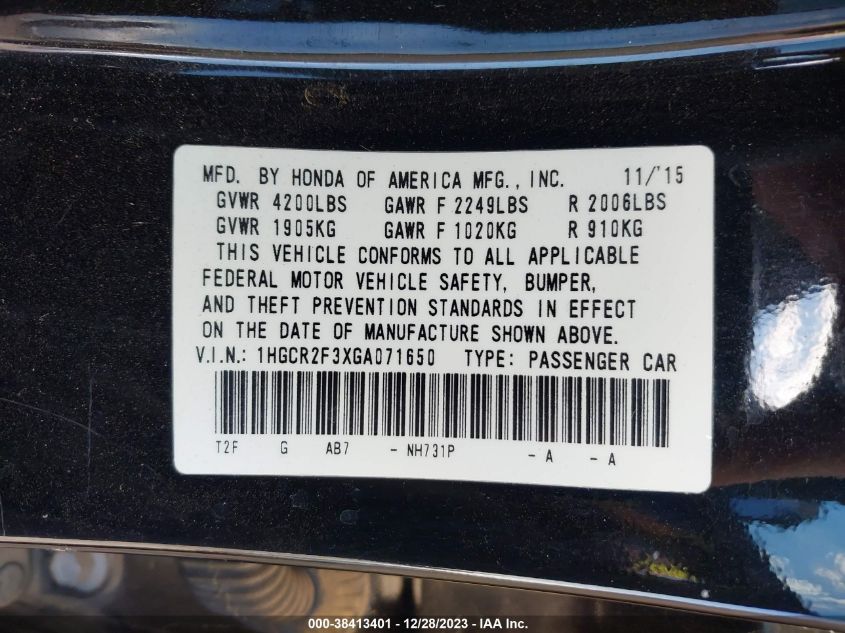 MFD. BY HONDA OF AMERICA MFG., INC. 11/'15
GVWR 4200LBS GAWR F 2249LBS R 2006LBS
GVWR 1905KG GAWR F 1020KG R 910KG
THIS VEHICLE CONFORMS TO ALL APPLICABLE
FEDERAL MOTOR VEHICLE SAFETY, BUMPER,
AND THEFT PREVENTION STANDARDS IN EFFECT
ON THE DATE OF MANUFACTURE SHOWN ABOVE.
V.I.N.: 1HGCR2F3XGA071650 TYPE: PASSENGER CAR
T2F G AB7 - NH731P - A - A
000-38413401 - 12/28/2023 - IAA Inc.